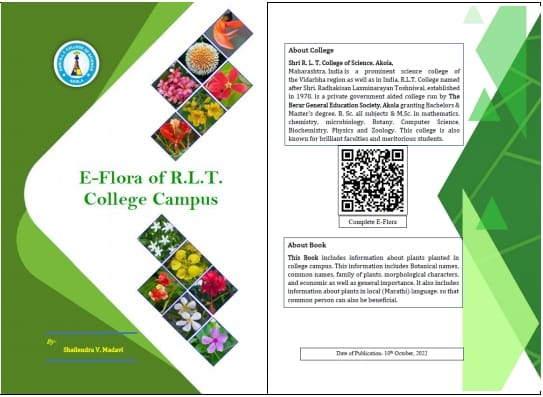 E-Flora of R.L.T.
College Campus
By-
Shailendra V. Madavi
About College
Shri R. L. T. College of Science, Akola,
Maharashtra, India is a prominent science college of
the Vidarbha region as well as in India. R.L.T. College named
after Shri. Radhakisan Laxminarayan Toshniwal, established
in 1970. is a private government aided college run by The
Berar General Education Society, Akola granting Bachelors &
Master's degree. B. Sc. all subjects & M.Sc. in mathematics,
chemistry, microbiology, Botany, Computer Science,
Biochemistry, Physics and Zoology. This college is also
known for brilliant faculties and meritorious students.
Complete E-Flora
About Book
This Book includes information about plants planted in
college campus. This information includes Botanical names,
common names, family of plants, morphological characters,
and economic as well as general importance. It also includes
information about plants in local (Marathi) language, so that
common person can also be beneficial.
Date of Publication: 10th October, 2022